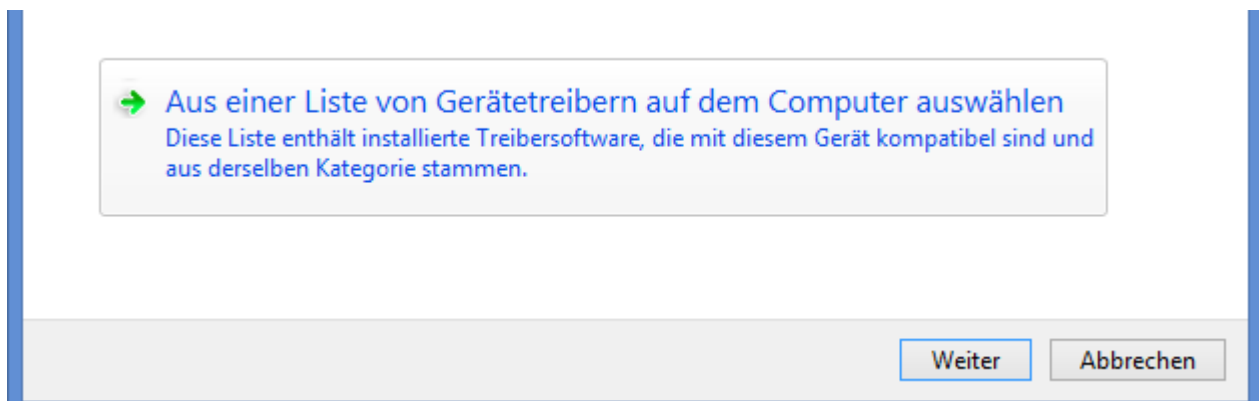 Aus einer Liste von Gerätetreibern auf dem Computer auswählen
Diese Liste enthält installierte Treibersoftware, die mit diesem Gerät kompatibel sind und
aus derselben Kategorie stammen.
Weiter Abbrechen